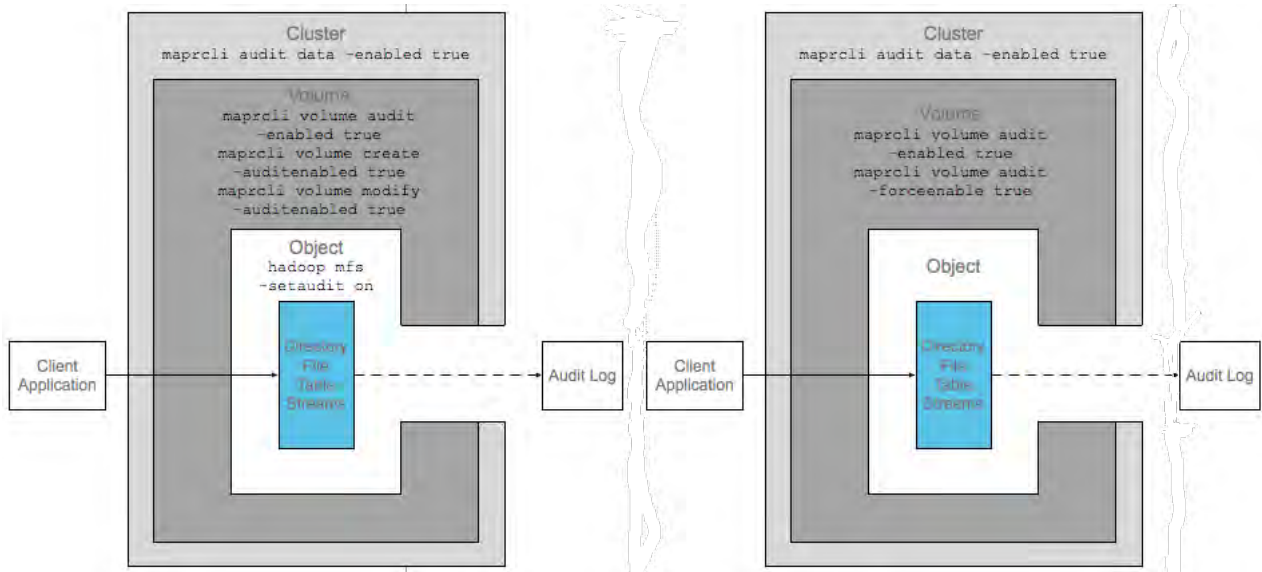 Cluster
maprcli audit data -enabled true
Volume
maprcli volume audit
-enabled true
maprcli volume create
-auditenabled true
maprcli volume modify
-auditenabled true
Object
hadoop mfs
-setaudit on
Directory
File
Table
Streams
Client
Application
Audit Log
Cluster
maprcli audit data -enabled true
Volume
maprcli volume audit
-enabled true
maprcli volume audit
-forceenable true
Object
Directory
File
Table
Streams
Client
Application
Audit Log